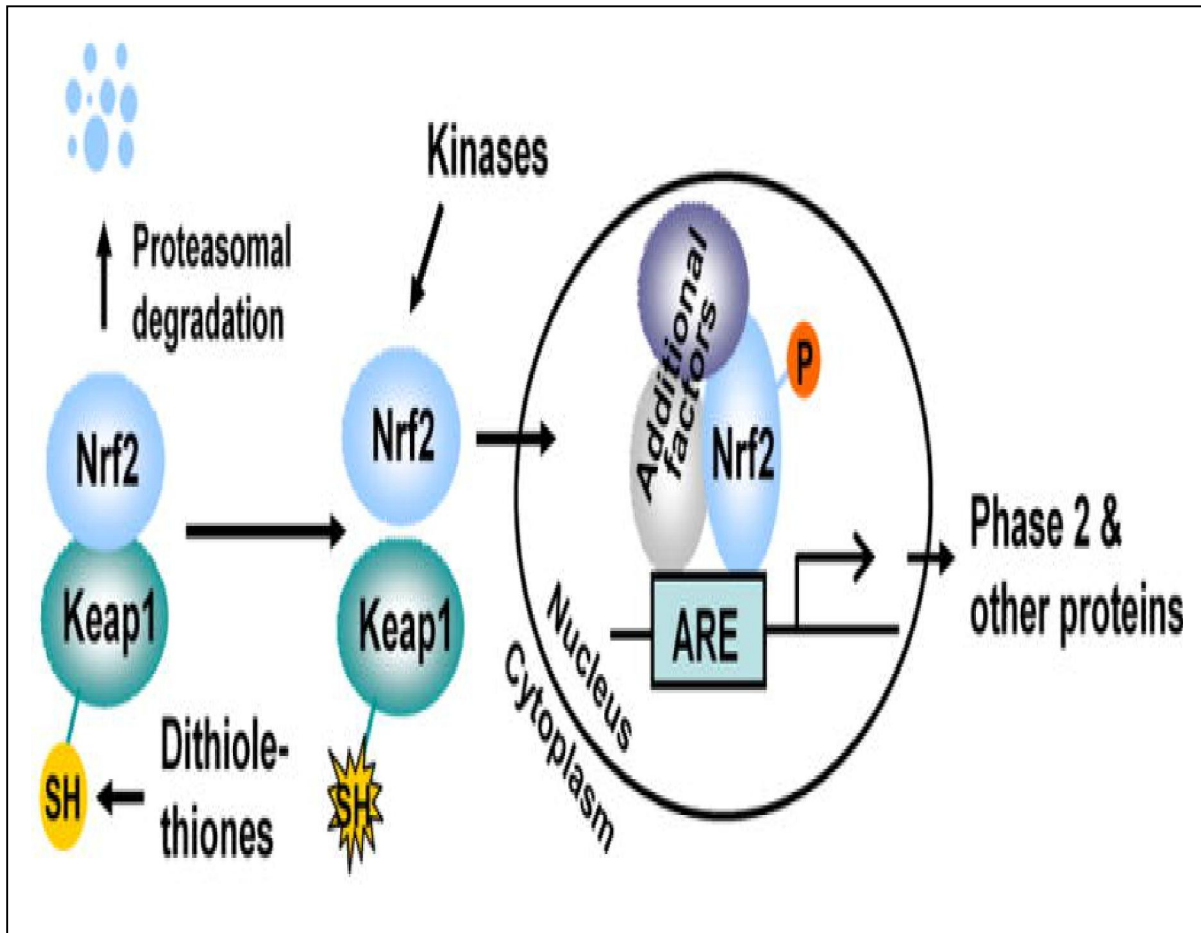 Proteasomal
degradation
Kinases
Nrf2
Keap1
SH
Dithiole-
thiones
Nrf2
Keap1
SH
Additional
factors
Nrf2
P
ARE
Nucleus
Cytoplasm
Phase 2 &
other proteins